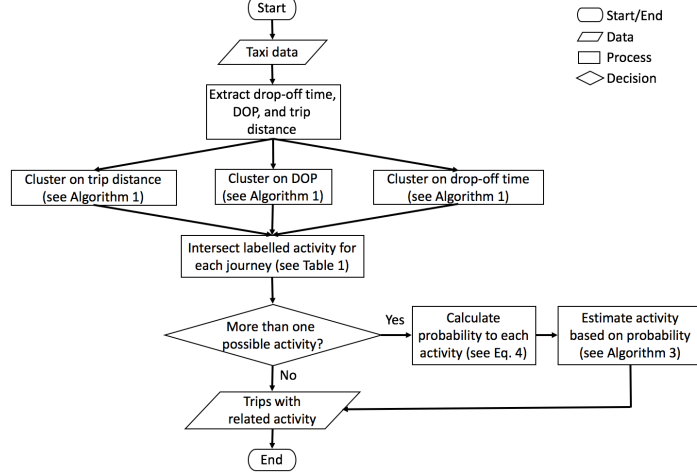 Start
Start/End
Data
Process
Decision
Taxi data
Extract drop-off time,
DOP, and trip
distance
Cluster on trip distance
(see Algorithm 1)
Cluster on DOP
(see Algorithm 1)
Cluster on drop-off time
(see Algorithm 1)
Intersect labelled activity for
each journey (see Table 1)
More than one
possible activity?
Yes
Calculate
probability to each
activity (see Eq. 4)
Estimate activity
based on probability
(see Algorithm 3)
No
Trips with
related activity
End